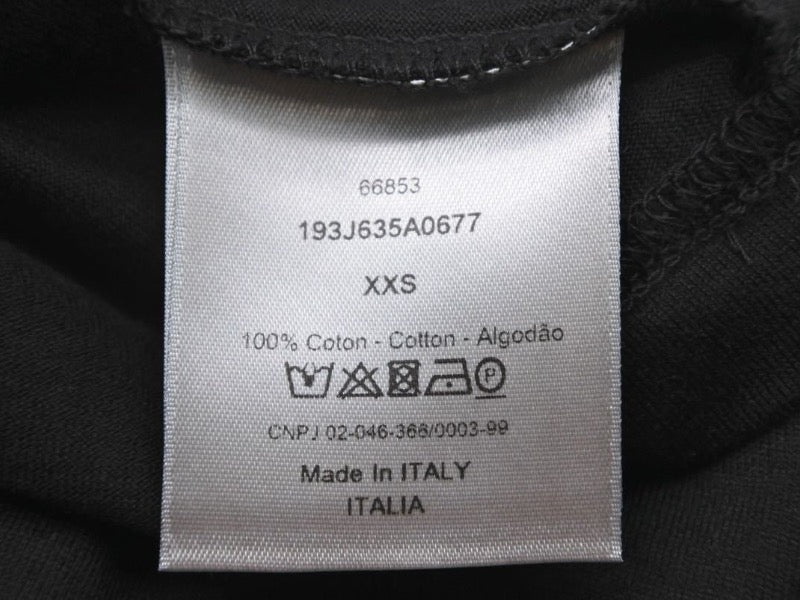 66853
193J635A0677
XXS
100% Coton - Cotton - Algodão
P
CNPJ 02-046-366/0003-99
Made In ITALY
ITALIA